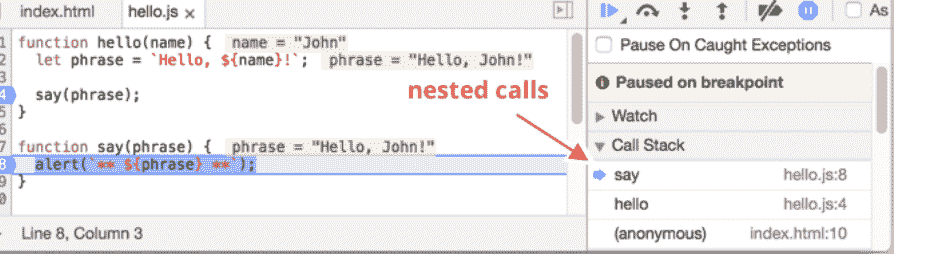 index.html hello.js ×
As
1 function hello(name) { name = "John"
2 let phrase = `Hello, ${name}!`; phrase = "Hello, John!"
3
4 say(phrase);
5 }
6
7 function say(phrase) { phrase = "Hello, John!"
8 alert(`** ${phrase} **`);
9 }
0
Line 8, Column 3
nested calls
Pause On Caught Exceptions
Paused on breakpoint
Watch
Call Stack
say hello.js:8
hello hello.js:4
(anonymous) index.html:10